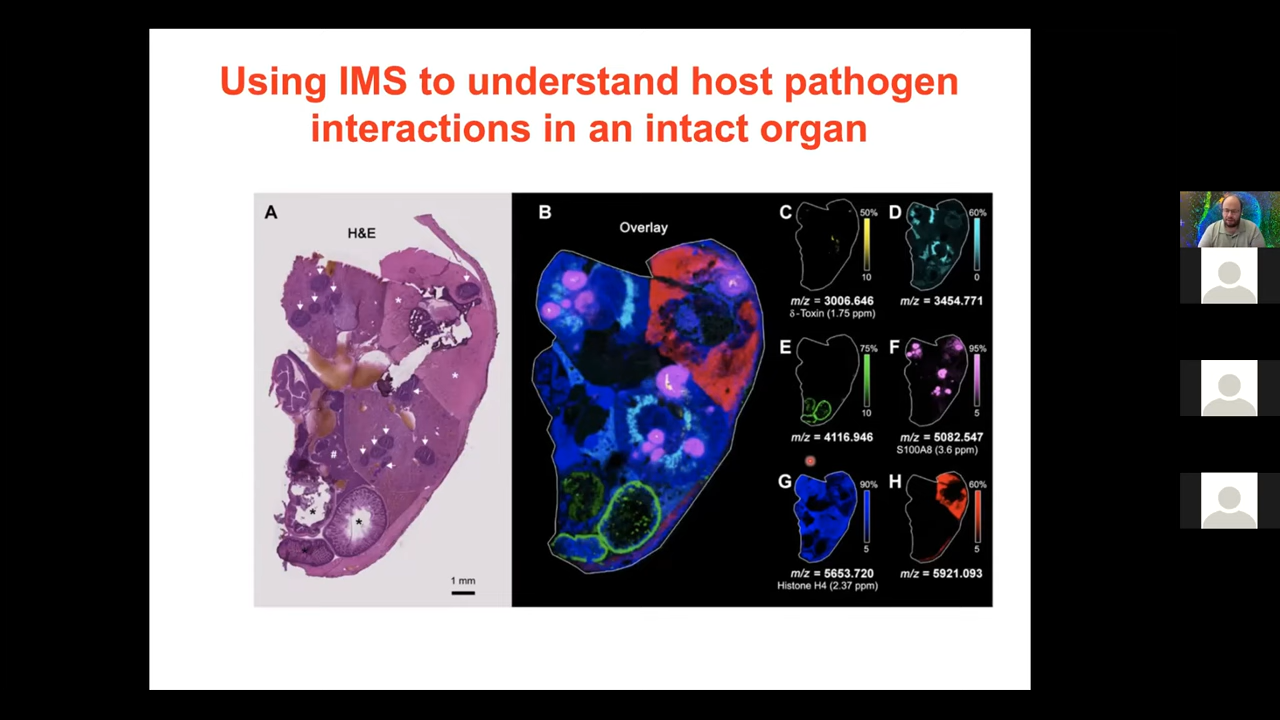 Using IMS to understand host pathogen
interactions in an intact organ
A
H&E
*
*
#
*
*
*
1 mm
B
Overlay
C
50%
10
m/z = 3006.646
δ-Toxin (1.75 ppm)
D
60%
0
m/z = 3454.771
E
75%
10
m/z = 4116.946
F
95%
5
m/z = 5082.547
S100A8 (3.6 ppm)
G
90%
5
m/z = 5653.720
Histone H4 (2.37 ppm)
H
60%
5
m/z = 5921.093